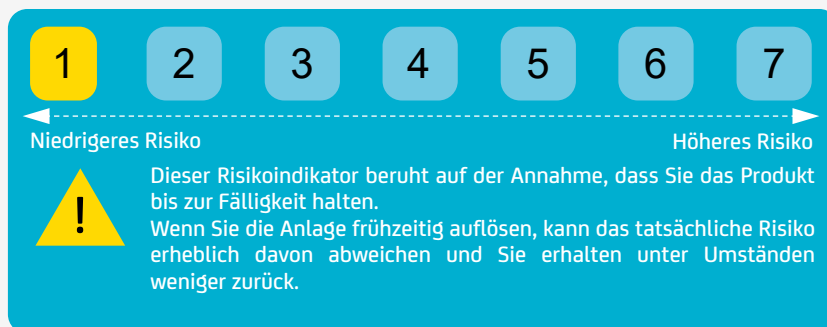 1 2 3 4 5 6 7
Niedrigeres Risiko Höheres Risiko
! Dieser Risikoindikator beruht auf der Annahme, dass Sie das Produkt
bis zur Fälligkeit halten.
Wenn Sie die Anlage frühzeitig auflösen, kann das tatsächliche Risiko
erheblich davon abweichen und Sie erhalten unter Umständen
weniger zurück.